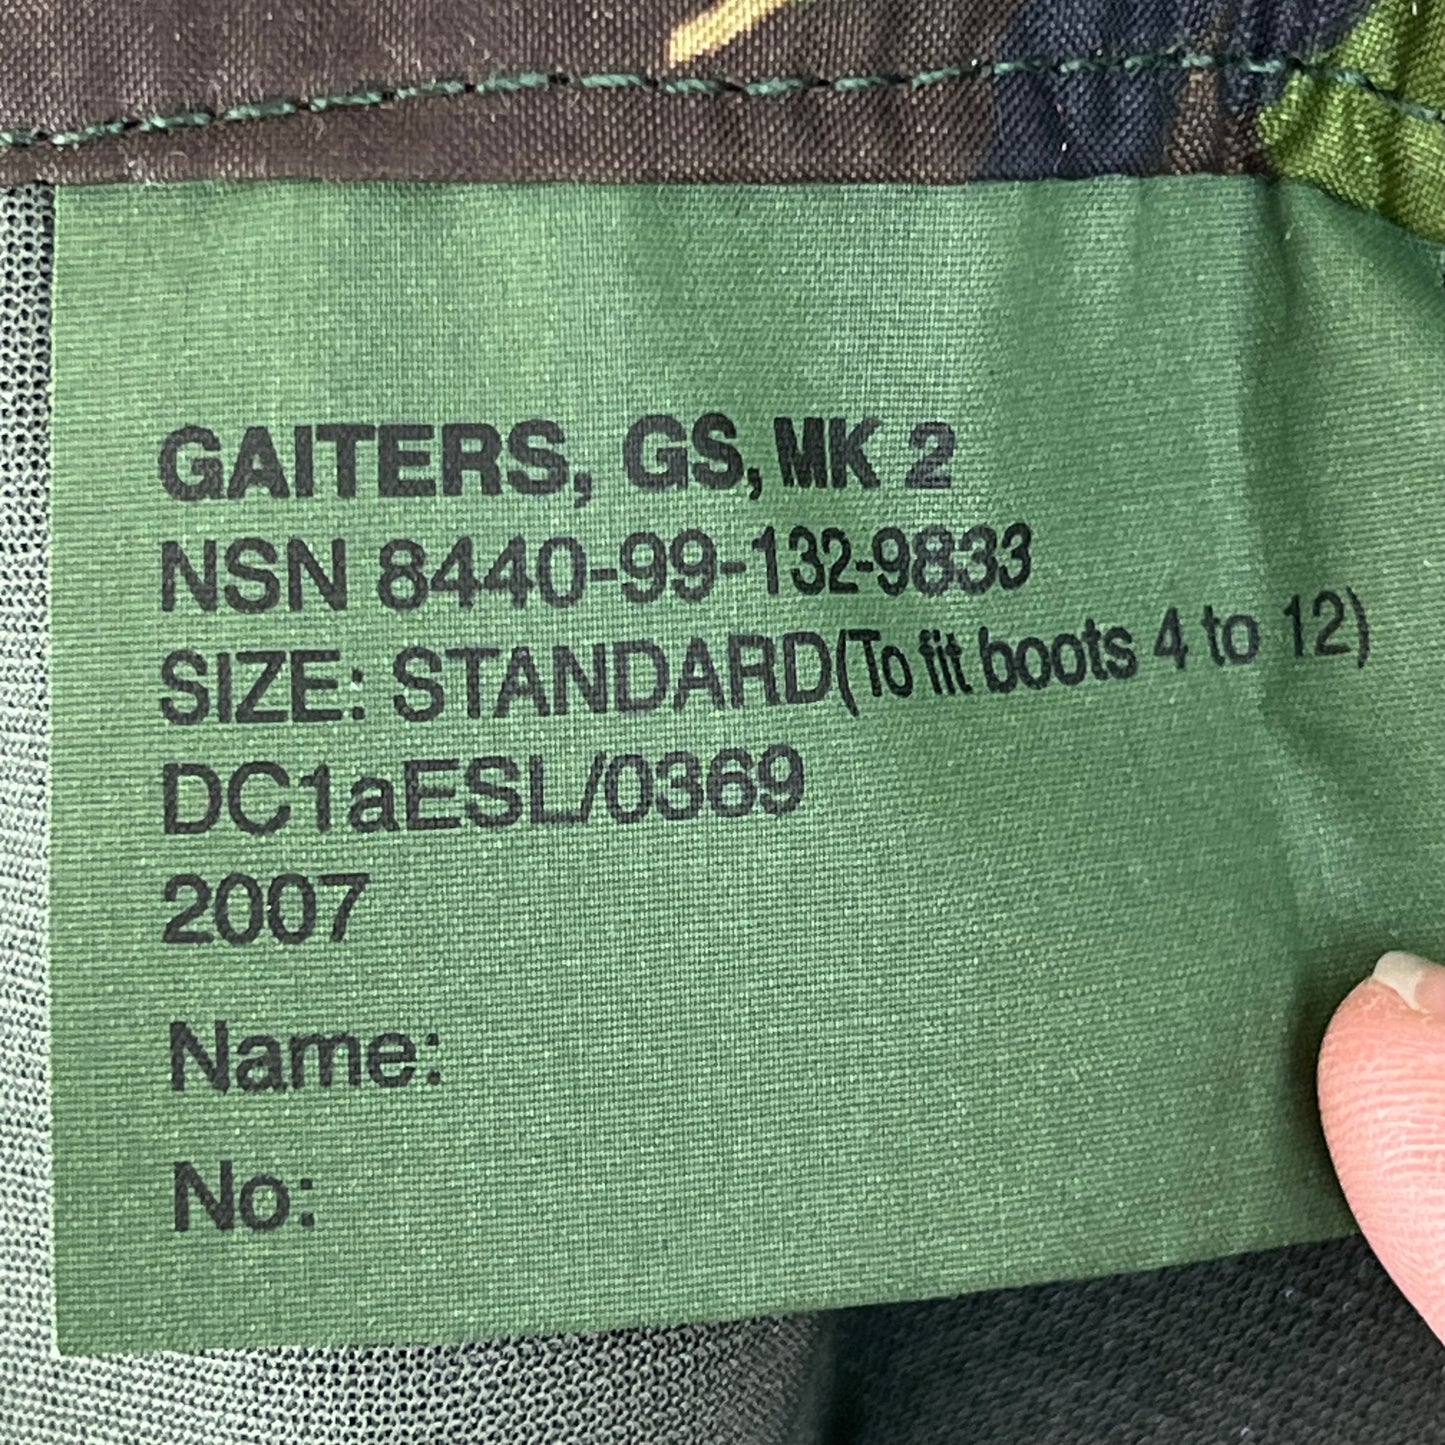 GAITERS, GS, MK 2
NSN 8440-99-132-9833
SIZE: STANDARD(To fit boots 4 to 12)
DC1aESL/0369
2007
Name:
No: